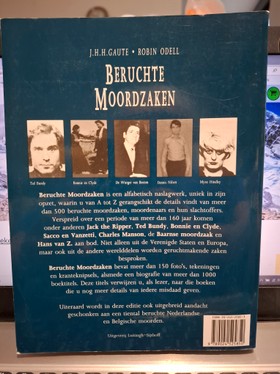 J.H.H.GAUTE • ROBIN ODELL
BERUCHTE
MOORDZAKEN
Ted Bundy
Bonnie en Clyde
De Wurger van Boston
Dennis Nilsen
Myra Hindley
Beruchte Moordzaken is een alfabetisch naslagwerk, uniek in zijn
opzet, waarin u van A tot Z gerangschikt de details vindt van meer
dan 500 beruchte moorden, moordenaars en hun slachtoffers.
Verspreid over een periode van meer dan 160 jaar komen
onder anderen Jack the Ripper, Ted Bundy, Bonnie en Clyde,
Sacco en Vanzetti, Charles Manson, de Baarnse moordzaak en
Hans van Z. aan bod. Niet alleen uit de Verenigde Staten en Europa,
maar ook uit de andere werelddelen worden geruchtmakende zaken
besproken.
Beruchte Moordzaken bevat meer dan 150 foto's, tekeningen
en krantenknipsels, alsmede een biografie van meer dan 1000
boektitels. Deze titels verwijzen u, als lezer, naar die boeken
die u nog meer details van iedere misdaad geven.
Uiteraard wordt in deze editie ook uitgebreid aandacht
geschonken aan een tiental beruchte Nederlandse
en Belgische moorden.
Uitgeverij Luitingh~Sijthoff